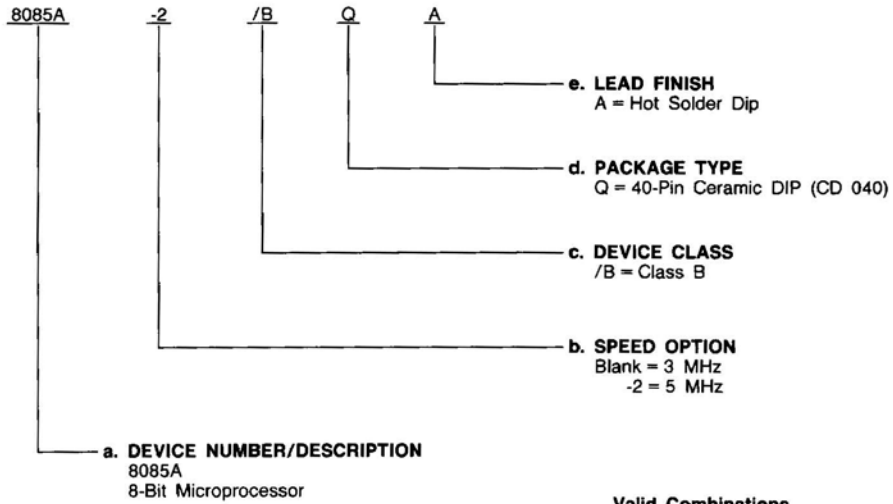 8085A -2 /B Q A
e. LEAD FINISH
A = Hot Solder Dip
d. PACKAGE TYPE
Q = 40-Pin Ceramic DIP (CD 040)
c. DEVICE CLASS
/B = Class B
b. SPEED OPTION
Blank = 3 MHz
-2 = 5 MHz
a. DEVICE NUMBER/DESCRIPTION
8085A
8-Bit Microprocessor
Valid Combinations